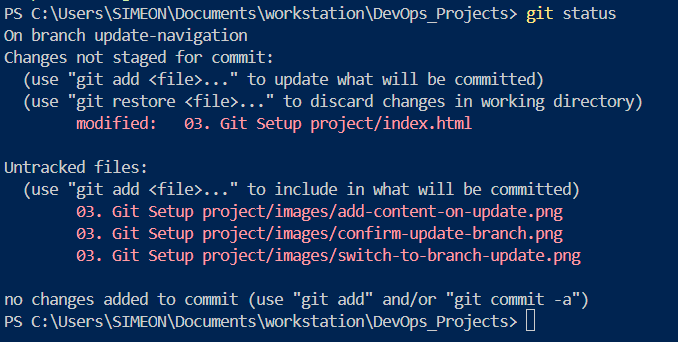 PS C:\Users\SIMEON\Documents\workstation\DevOps_Projects> git status
On branch update-navigation
Changes not staged for commit:
  (use "git add <file>..." to update what will be committed)
  (use "git restore <file>..." to discard changes in working directory)
        modified:   03. Git Setup project/index.html

Untracked files:
  (use "git add <file>..." to include in what will be committed)
        03. Git Setup project/images/add-content-on-update.png
        03. Git Setup project/images/confirm-update-branch.png
        03. Git Setup project/images/switch-to-branch-update.png

no changes added to commit (use "git add" and/or "git commit -a")
PS C:\Users\SIMEON\Documents\workstation\DevOps_Projects>